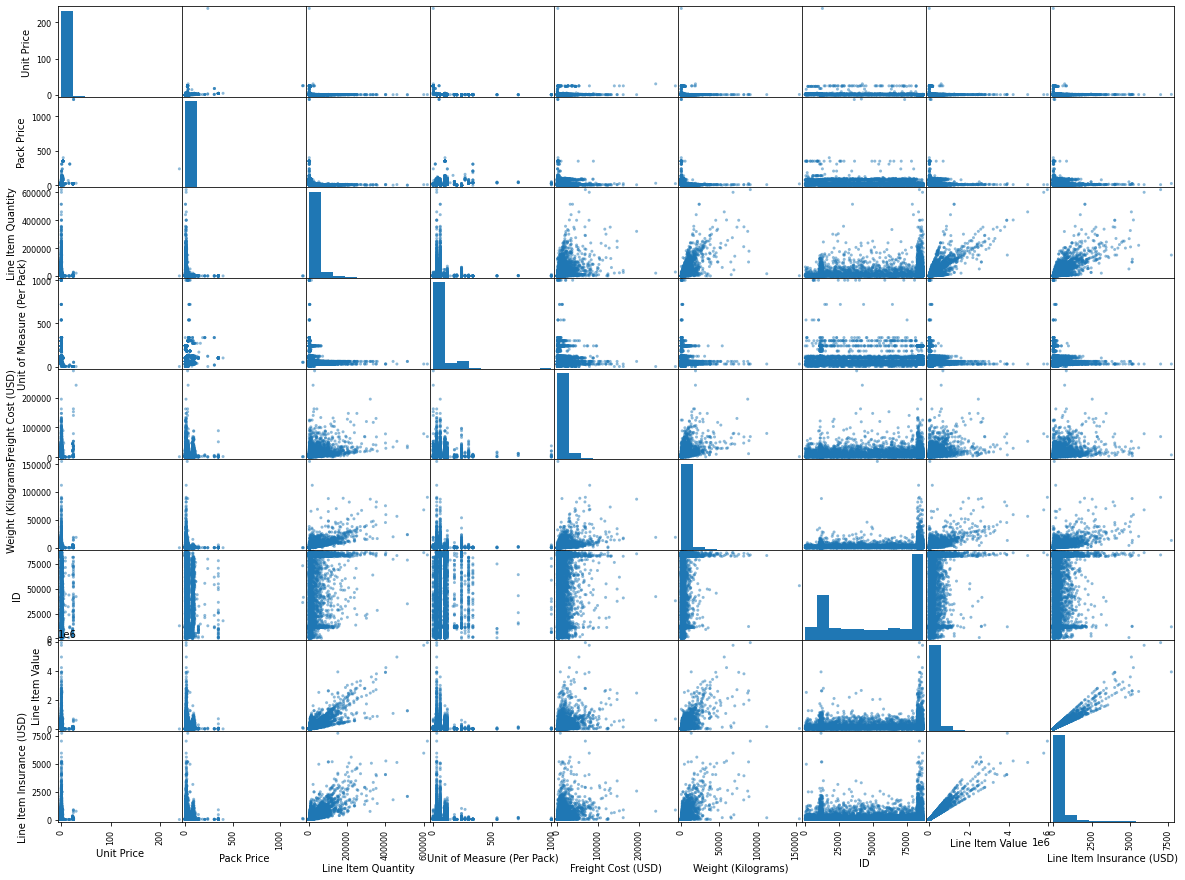 Unit Price
200
100
0
Pack Price
1000
500
0
Line Item Quantity
600000
400000
200000
0
Unit of Measure (Per Pack)
1000
500
0
Freight Cost (USD)
200000
100000
0
Weight (Kilograms)
150000
100000
50000
0
ID
75000
50000
25000
0
1e6
Line Item Value
6
4
2
0
Line Item Insurance (USD)
7500
5000
2500
0
0 100 200
0 500 1000
0 200000 400000 600000
0 500 1000
0 100000 200000
0 50000 100000 150000
0 25000 50000 75000
0 2 4 6
1e6
0 2500 5000 7500
Unit Price
Pack Price
Line Item Quantity
Unit of Measure (Per Pack)
Freight Cost (USD)
Weight (Kilograms)
ID
Line Item Value
Line Item Insurance (USD)